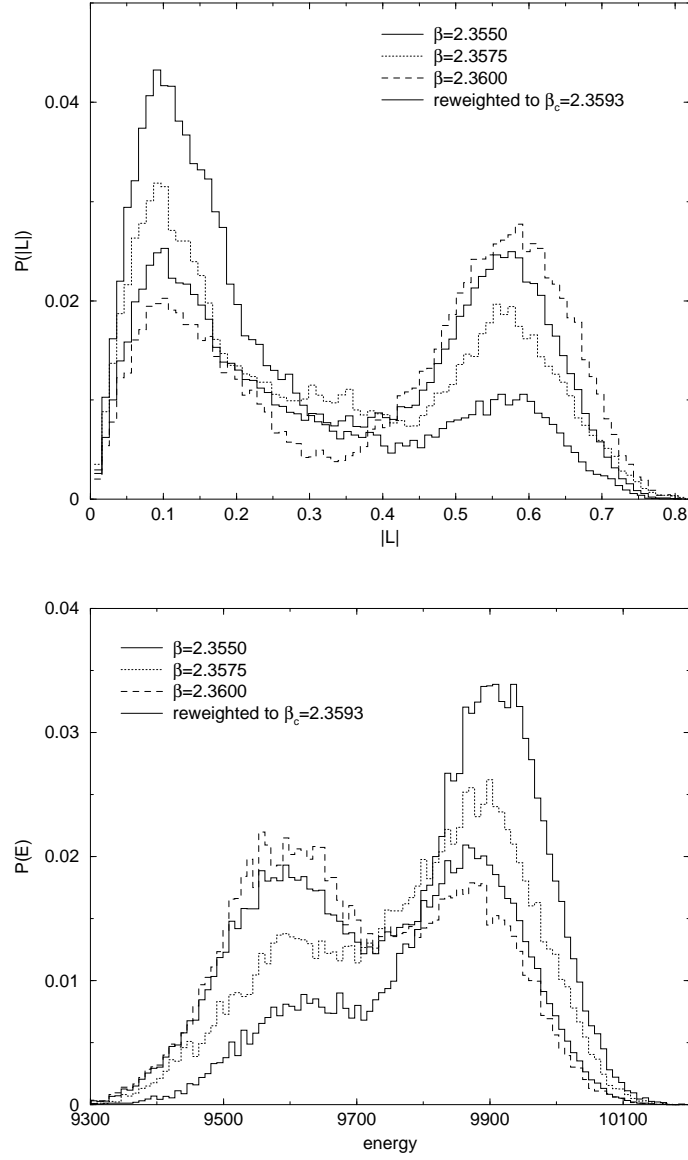 β=2.3550
β=2.3575
β=2.3600
reweighted to βc=2.3593
0.04
0.02
0
P(|L|)
0 0.1 0.2 0.3 0.4 0.5 0.6 0.7 0.8
|L|
0.04
0.03
0.02
0.01
0
P(E)
β=2.3550
β=2.3575
β=2.3600
reweighted to βc=2.3593
9300 9500 9700 9900 10100
energy